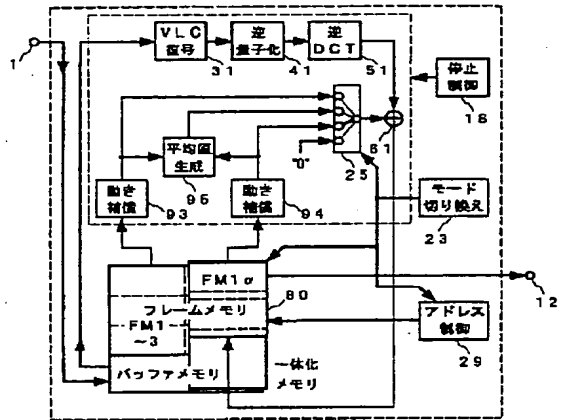 VLC
復号
31
逆
量子化
41
逆
DCT
51
停止
制御
18
1
61
平均値
生成
95
"0"
25
動き
補償
93
動き
補償
94
モード
切り換え
23
FM1α
フレームメモリ
FM1
~3
80
12
アドレス
制御
29
バッファメモリ
一体化
メモリ